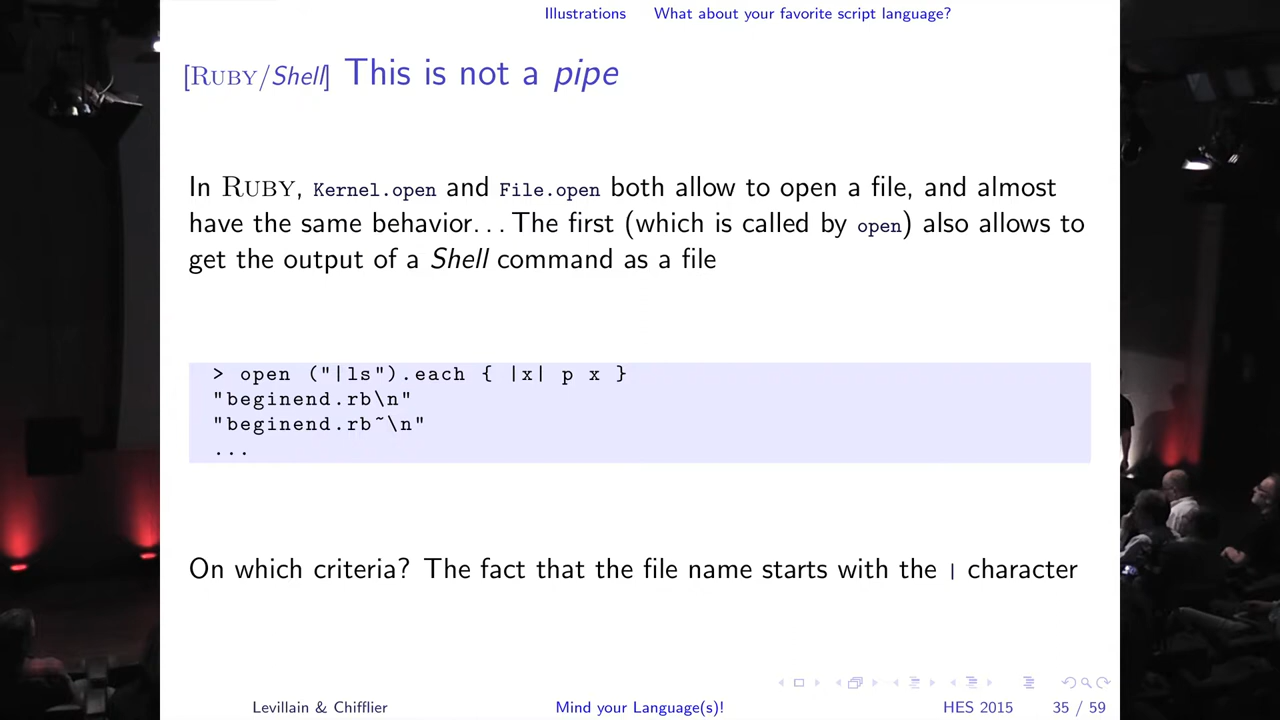 Illustrations What about your favorite script language?
[RUBY/Shell] This is not a pipe
In RUBY, Kernel.open and File.open both allow to open a file, and almost
have the same behavior... The first (which is called by open) also allows to
get the output of a Shell command as a file
> open ("|ls").each { |x| p x }
"beginend.rb\n"
"beginend.rb~\n"
...
On which criteria? The fact that the file name starts with the | character
Levillain & Chifflier Mind your Language(s)! HES 2015 35 / 59